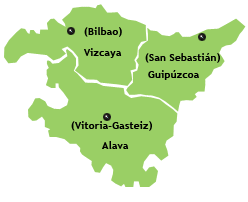 (Bilbao)
Vizcaya
(San Sebastián)
Guipúzcoa
(Vitoria-Gasteiz)
Alava